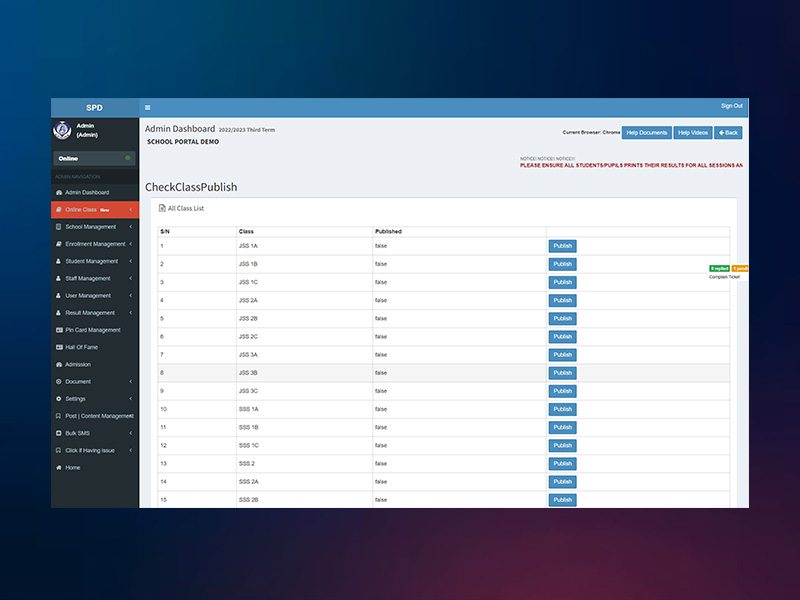 SPD
Sign Out
Admin
(Admin)
Online
ADMIN NAVIGATION
Admin Dashboard
Online Class New
School Management
Enrollment Management
Student Management
Staff Management
User Management
Result Management
Pin Card Management
Hall Of Fame
Admission
Document
Settings
Post | Content Management
Bulk SMS
Click if Having Issue
Home
Admin Dashboard 2022/2023 Third Term
SCHOOL PORTAL DEMO
Current Browser: Chrome Help Documents Help Videos Back
NOTICE! NOTICE!! NOTICE!!!
PLEASE ENSURE ALL STUDENTS/PUPILS PRINTS THEIR RESULTS FOR ALL SESSIONS AN
CheckClassPublish
All Class List
S/N Class Published
1 JSS 1A false Publish
2 JSS 1B false Publish
3 JSS 1C false Publish
4 JSS 2A false Publish
5 JSS 2B false Publish
6 JSS 2C false Publish
7 JSS 3A false Publish
8 JSS 3B false Publish
9 JSS 3C false Publish
10 SSS 1A false Publish
11 SSS 1B false Publish
12 SSS 1C false Publish
13 SSS 2 false Publish
14 SSS 2A false Publish
15 SSS 2B false Publish
replied
Complain Ticket